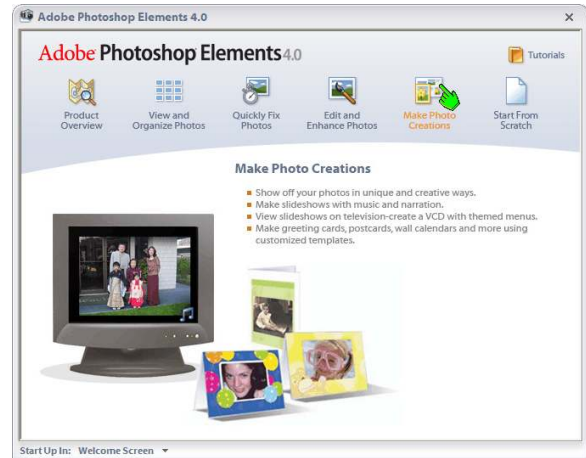 Adobe Photoshop Elements 4.0
Adobe Photoshop Elements 4.0
Tutorials
Product
Overview
View and
Organize Photos
Quickly Fix
Photos
Edit and
Enhance Photos
Make Photo
Creations
Start From
Scratch
Make Photo Creations
Show off your photos in unique and creative ways.
Make slideshows with music and narration.
View slideshows on television-create a VCD with themed menus.
Make greeting cards, postcards, wall calendars and more using
customized templates.
Start Up In: Welcome Screen